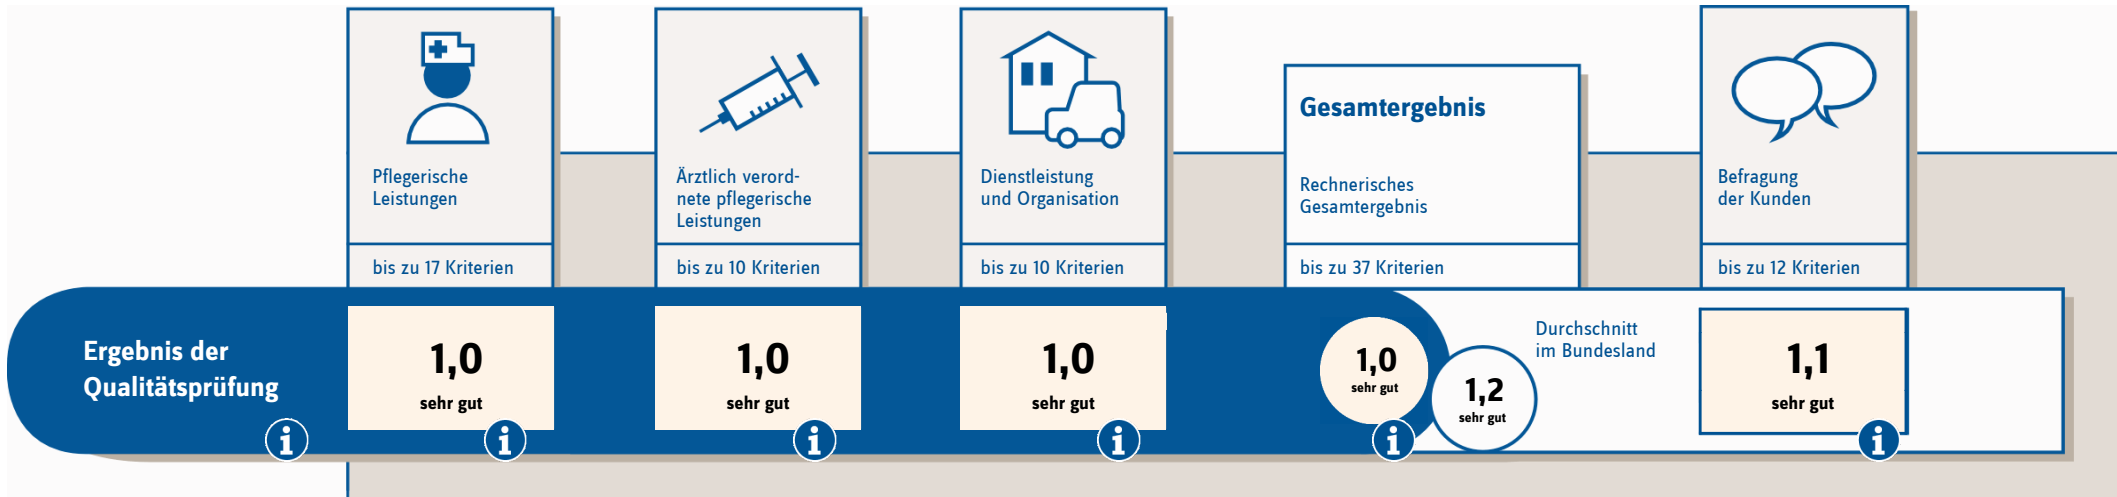 Pflegerische
Leistungen
bis zu 17 Kriterien
Ärztlich verord-
nete pflegerische
Leistungen
bis zu 10 Kriterien
Dienstleistung
und Organisation
bis zu 10 Kriterien
Gesamtergebnis
Rechnerisches
Gesamtergebnis
bis zu 37 Kriterien
Befragung
der Kunden
bis zu 12 Kriterien
Ergebnis der
Qualitätsprüfung
i
1,0
sehr gut
i
1,0
sehr gut
i
1,0
sehr gut
i
1,0
sehr gut
i
1,2
sehr gut
Durchschnitt
im Bundesland
1,1
sehr gut
i